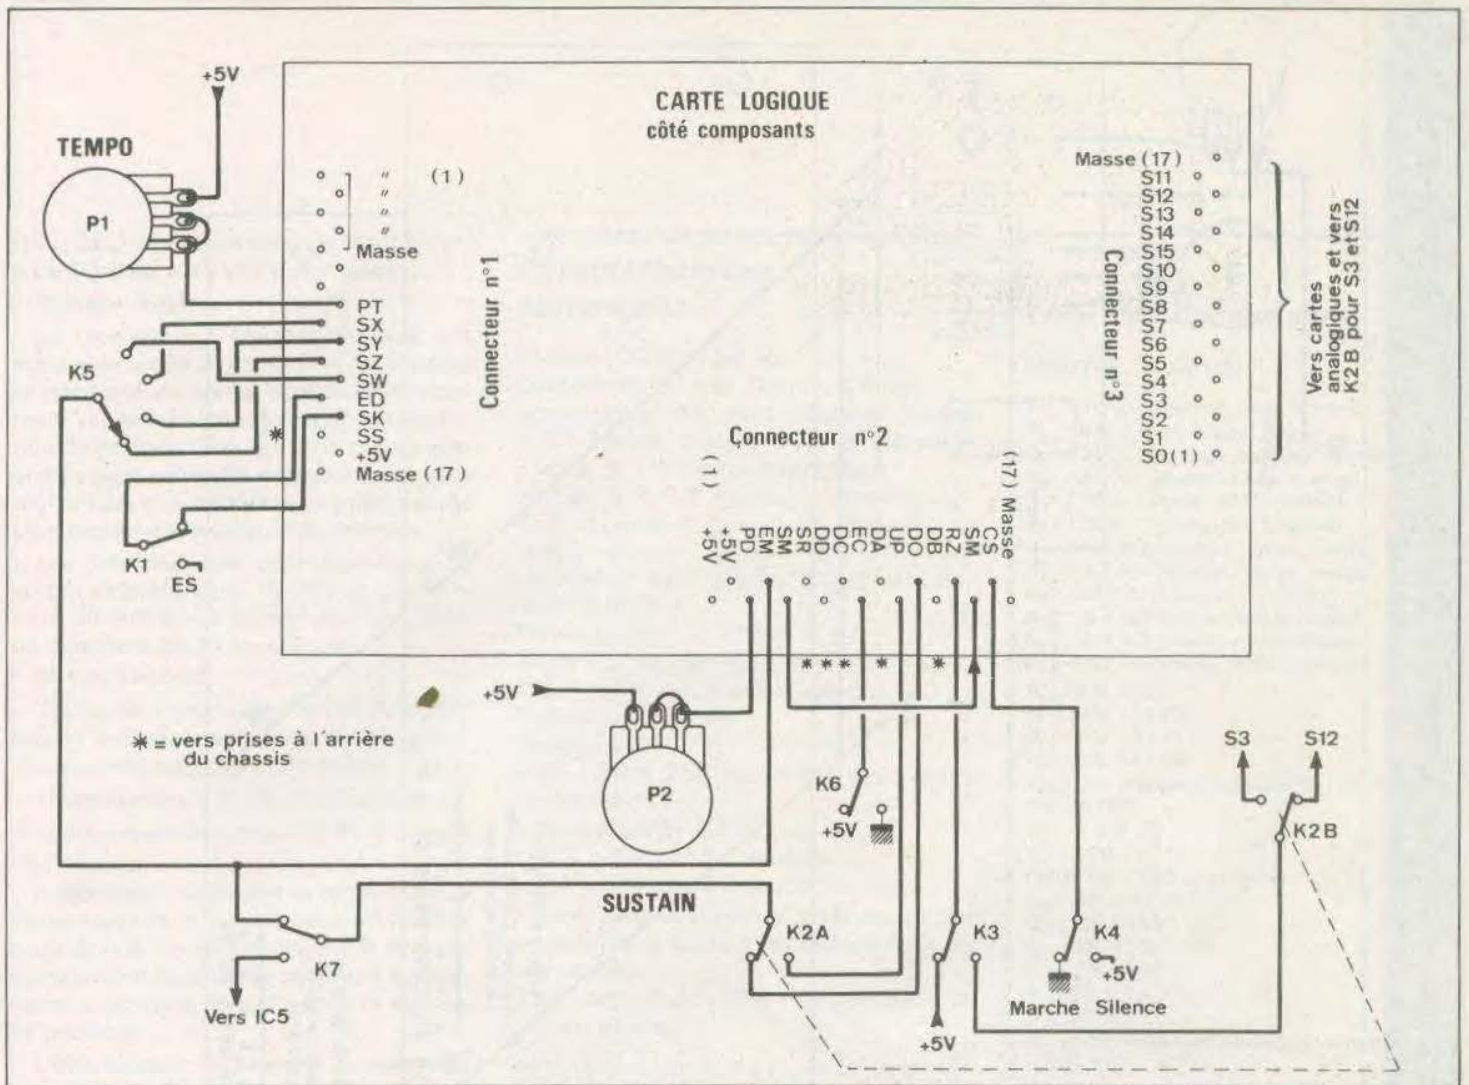 +5V
TEMPO
P1
CARTE LOGIQUE
côté composants
″ (1)
″
″
″
Masse
PT
SX
SY
SZ
SW
ED
SK
SS
+5V
Masse (17)
Connecteur n°1
K5
*
K1
ES
Masse (17)
S11
S12
S13
S14
S15
S10
S9
S8
S7
S6
S5
S4
S3
S2
S1
S0 (1)
Connecteur n°3
Vers cartes
analogiques et vers
K2B pour S3 et S12
Connecteur n°2
(1)
(17) Masse
+5V
+5V
PD
EM
SM
SR
DD
DC
EC
DA
UP
DO
DB
RZ
SM
CS
* * * * *
+5V
* = vers prises à l'arrière
du chassis
P2
K6
+5V
S3 S12
K2B
SUSTAIN
K2A
K3
K4
+5V
K7
Marche Silence
Vers IC5
+5V